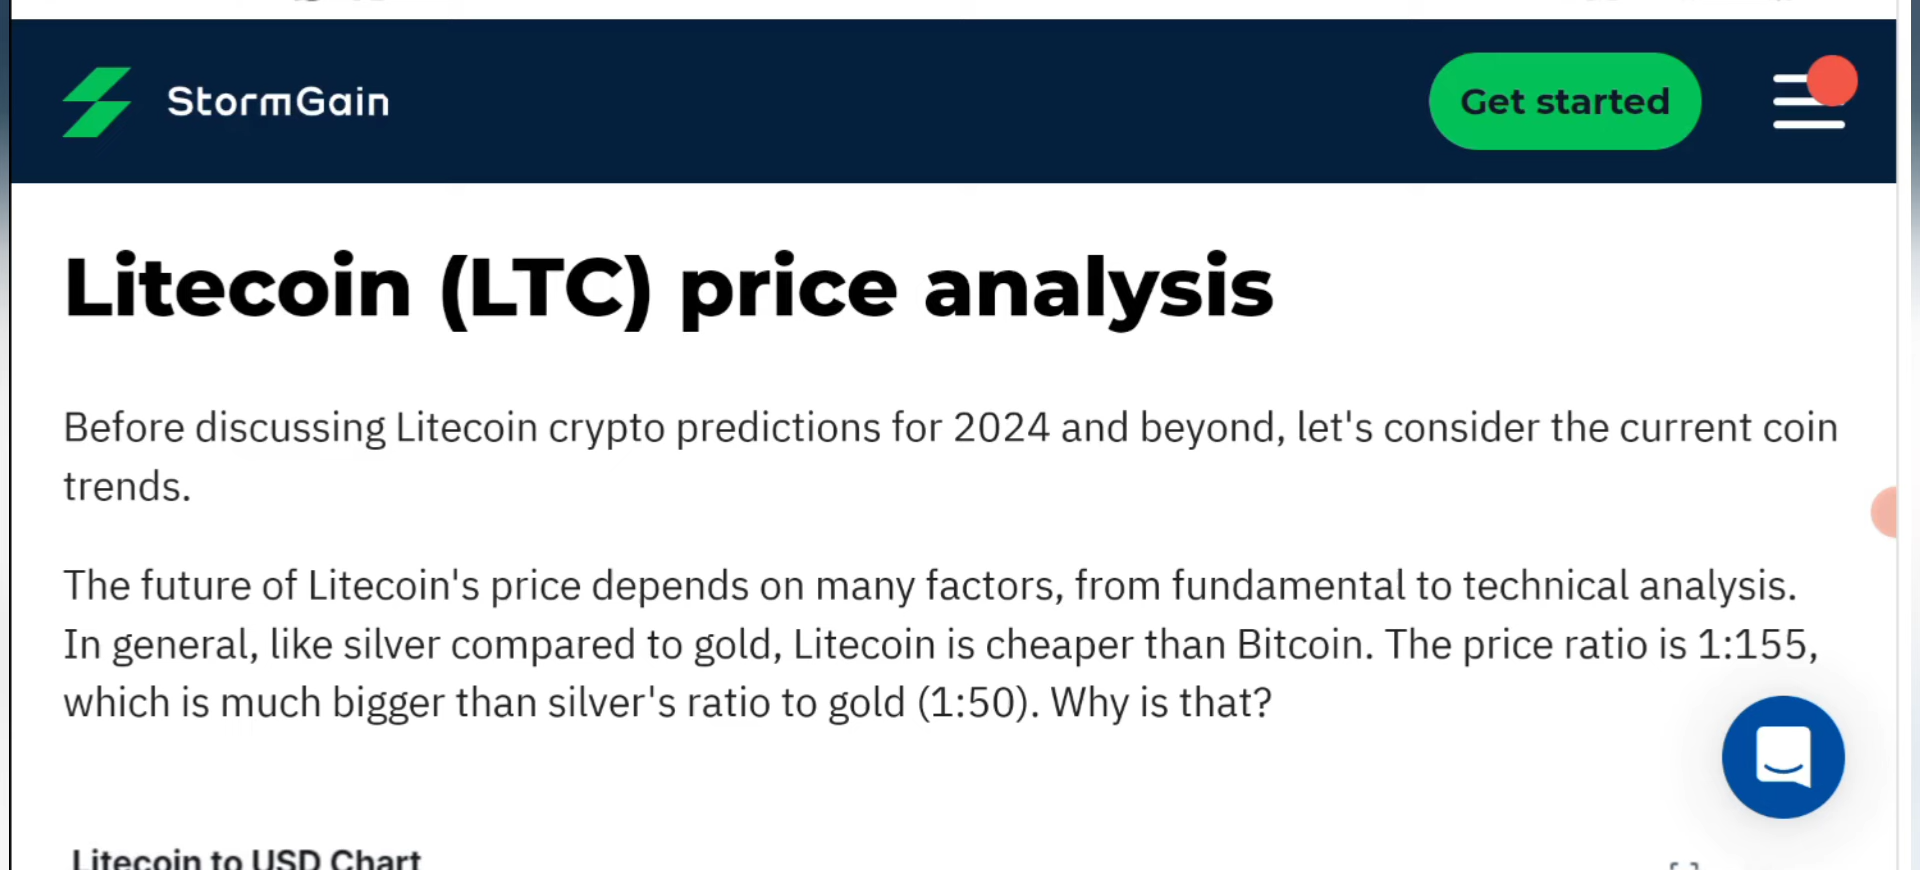 StormGain
Get started
Litecoin (LTC) price analysis
Before discussing Litecoin crypto predictions for 2024 and beyond, let's consider the current coin
trends.
The future of Litecoin's price depends on many factors, from fundamental to technical analysis.
In general, like silver compared to gold, Litecoin is cheaper than Bitcoin. The price ratio is 1:155,
which is much bigger than silver's ratio to gold (1:50). Why is that?
Litecoin to USD Chart